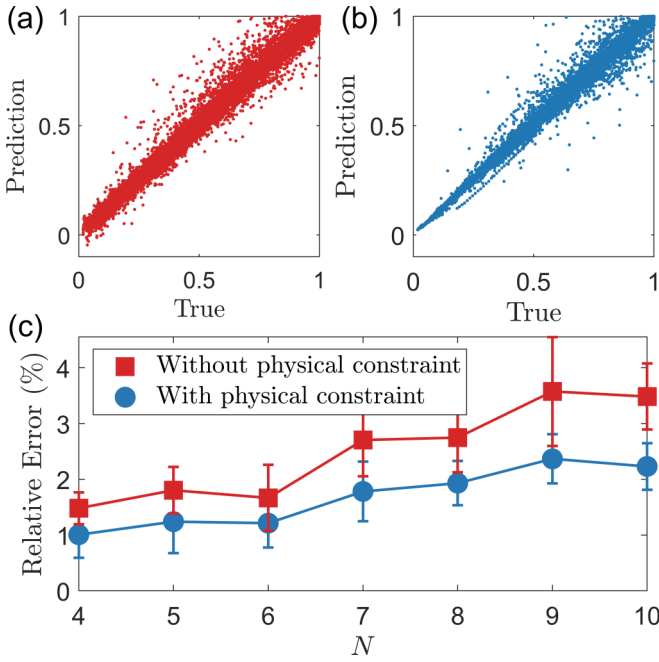 (a)
Prediction
1
0.5
0
0
0.5
1
True
(b)
Prediction
1
0.5
0
0
0.5
1
True
(c)
Relative Error (%)
4
3
2
1
0
Without physical constraint
With physical constraint
4
5
6
7
8
9
10
N